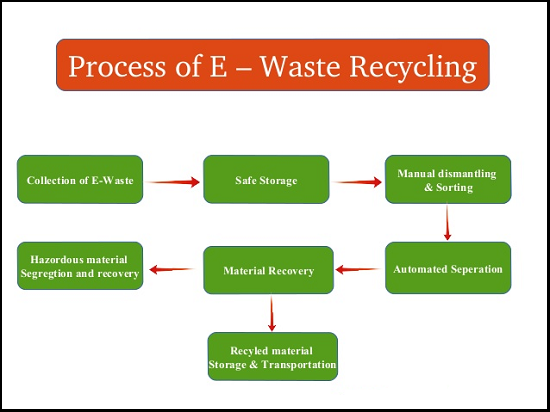 Process of E – Waste Recycling
Collection of E-Waste
Safe Storage
Manual dismantling
& Sorting
Automated Seperation
Material Recovery
Hazardous material
Segregtion and recovery
Recyled material
Storage & Transportation